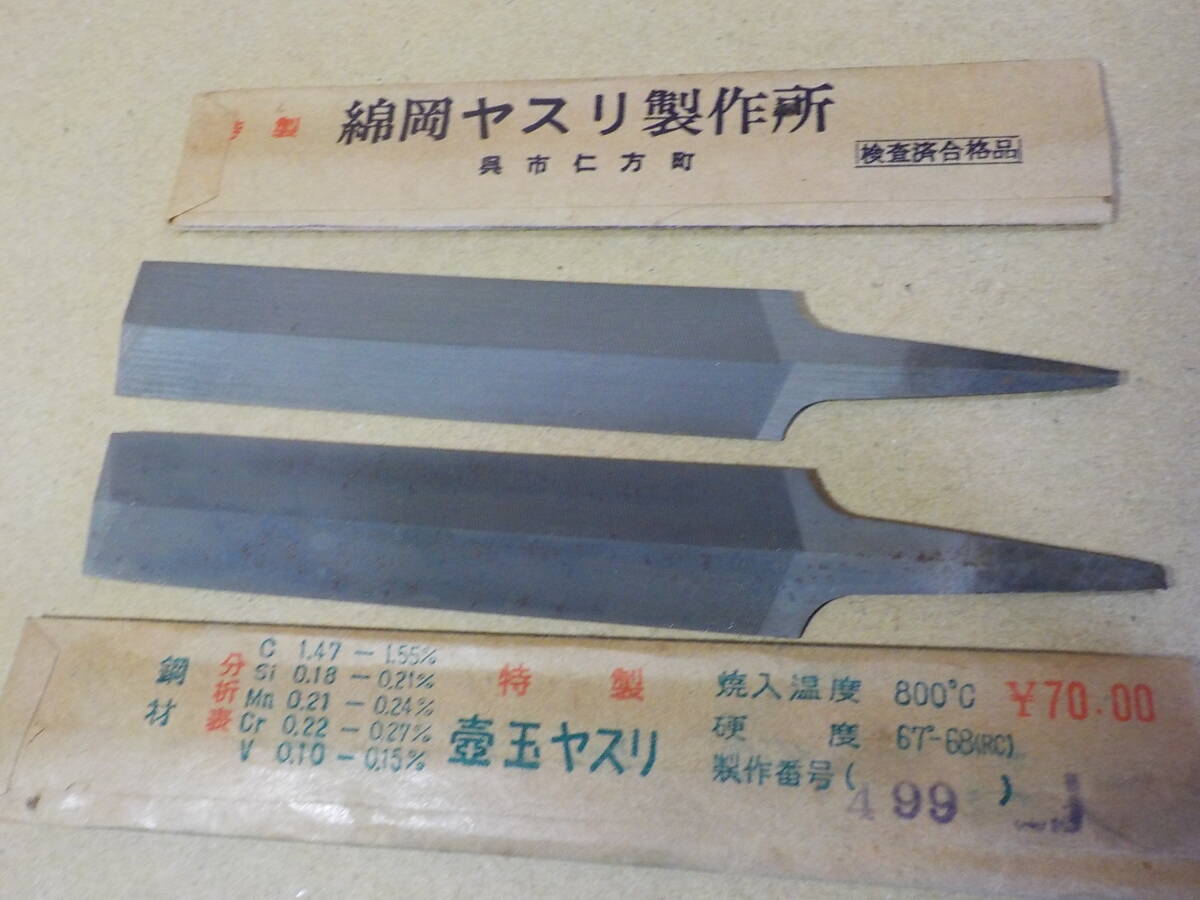 特製
綿岡ヤスリ製作所
呉市仁方町
検査済合格品
鋼材
分析表
C 1.47 － 1.55%
Si 0.18 － 0.21%
Mn 0.21 － 0.24%
Cr 0.22 － 0.27%
V 0.10 － 0.15%
特製
壺玉ヤスリ
焼入温度 800°C
硬度 67°-68(RC)
製作番号( 499 )
¥70.00